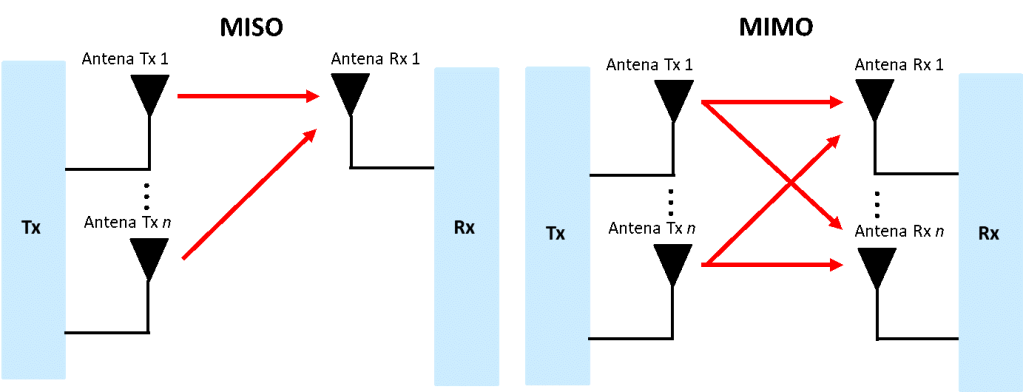 MISO
Antena Tx 1
Antena Rx 1
Tx
Antena Tx n
Rx
MIMO
Antena Tx 1
Antena Rx 1
Tx
Antena Tx n
Antena Rx n
Rx